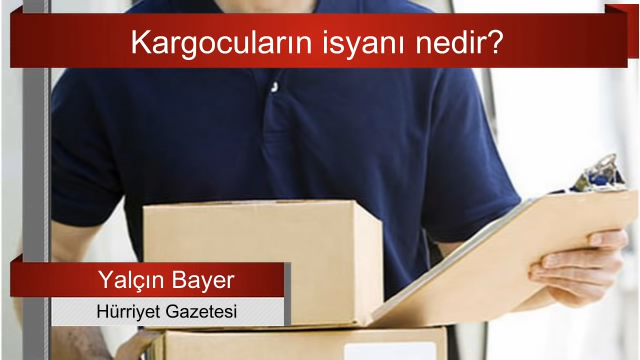 Kargocuların isyanı nedir?
Yalçın Bayer
Hürriyet Gazetesi